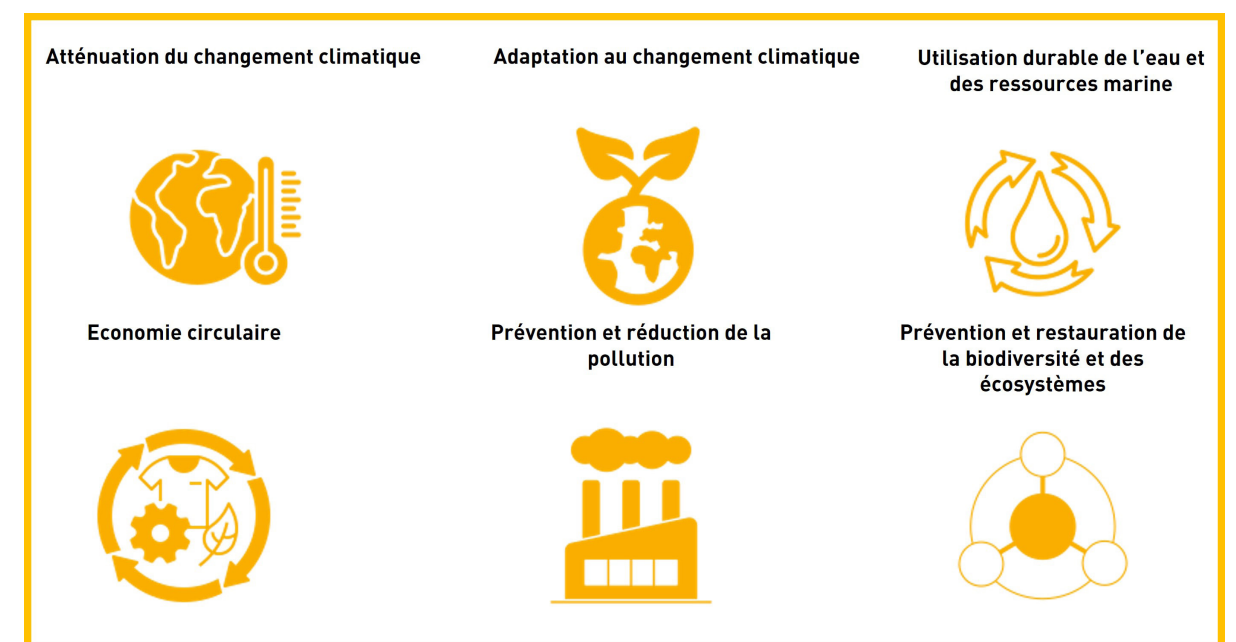 Atténuation du changement climatique
Adaptation au changement climatique
Utilisation durable de l'eau et
des ressources marine
Economie circulaire
Prévention et réduction de la
pollution
Prévention et restauration de
la biodiversité et des
écosystèmes